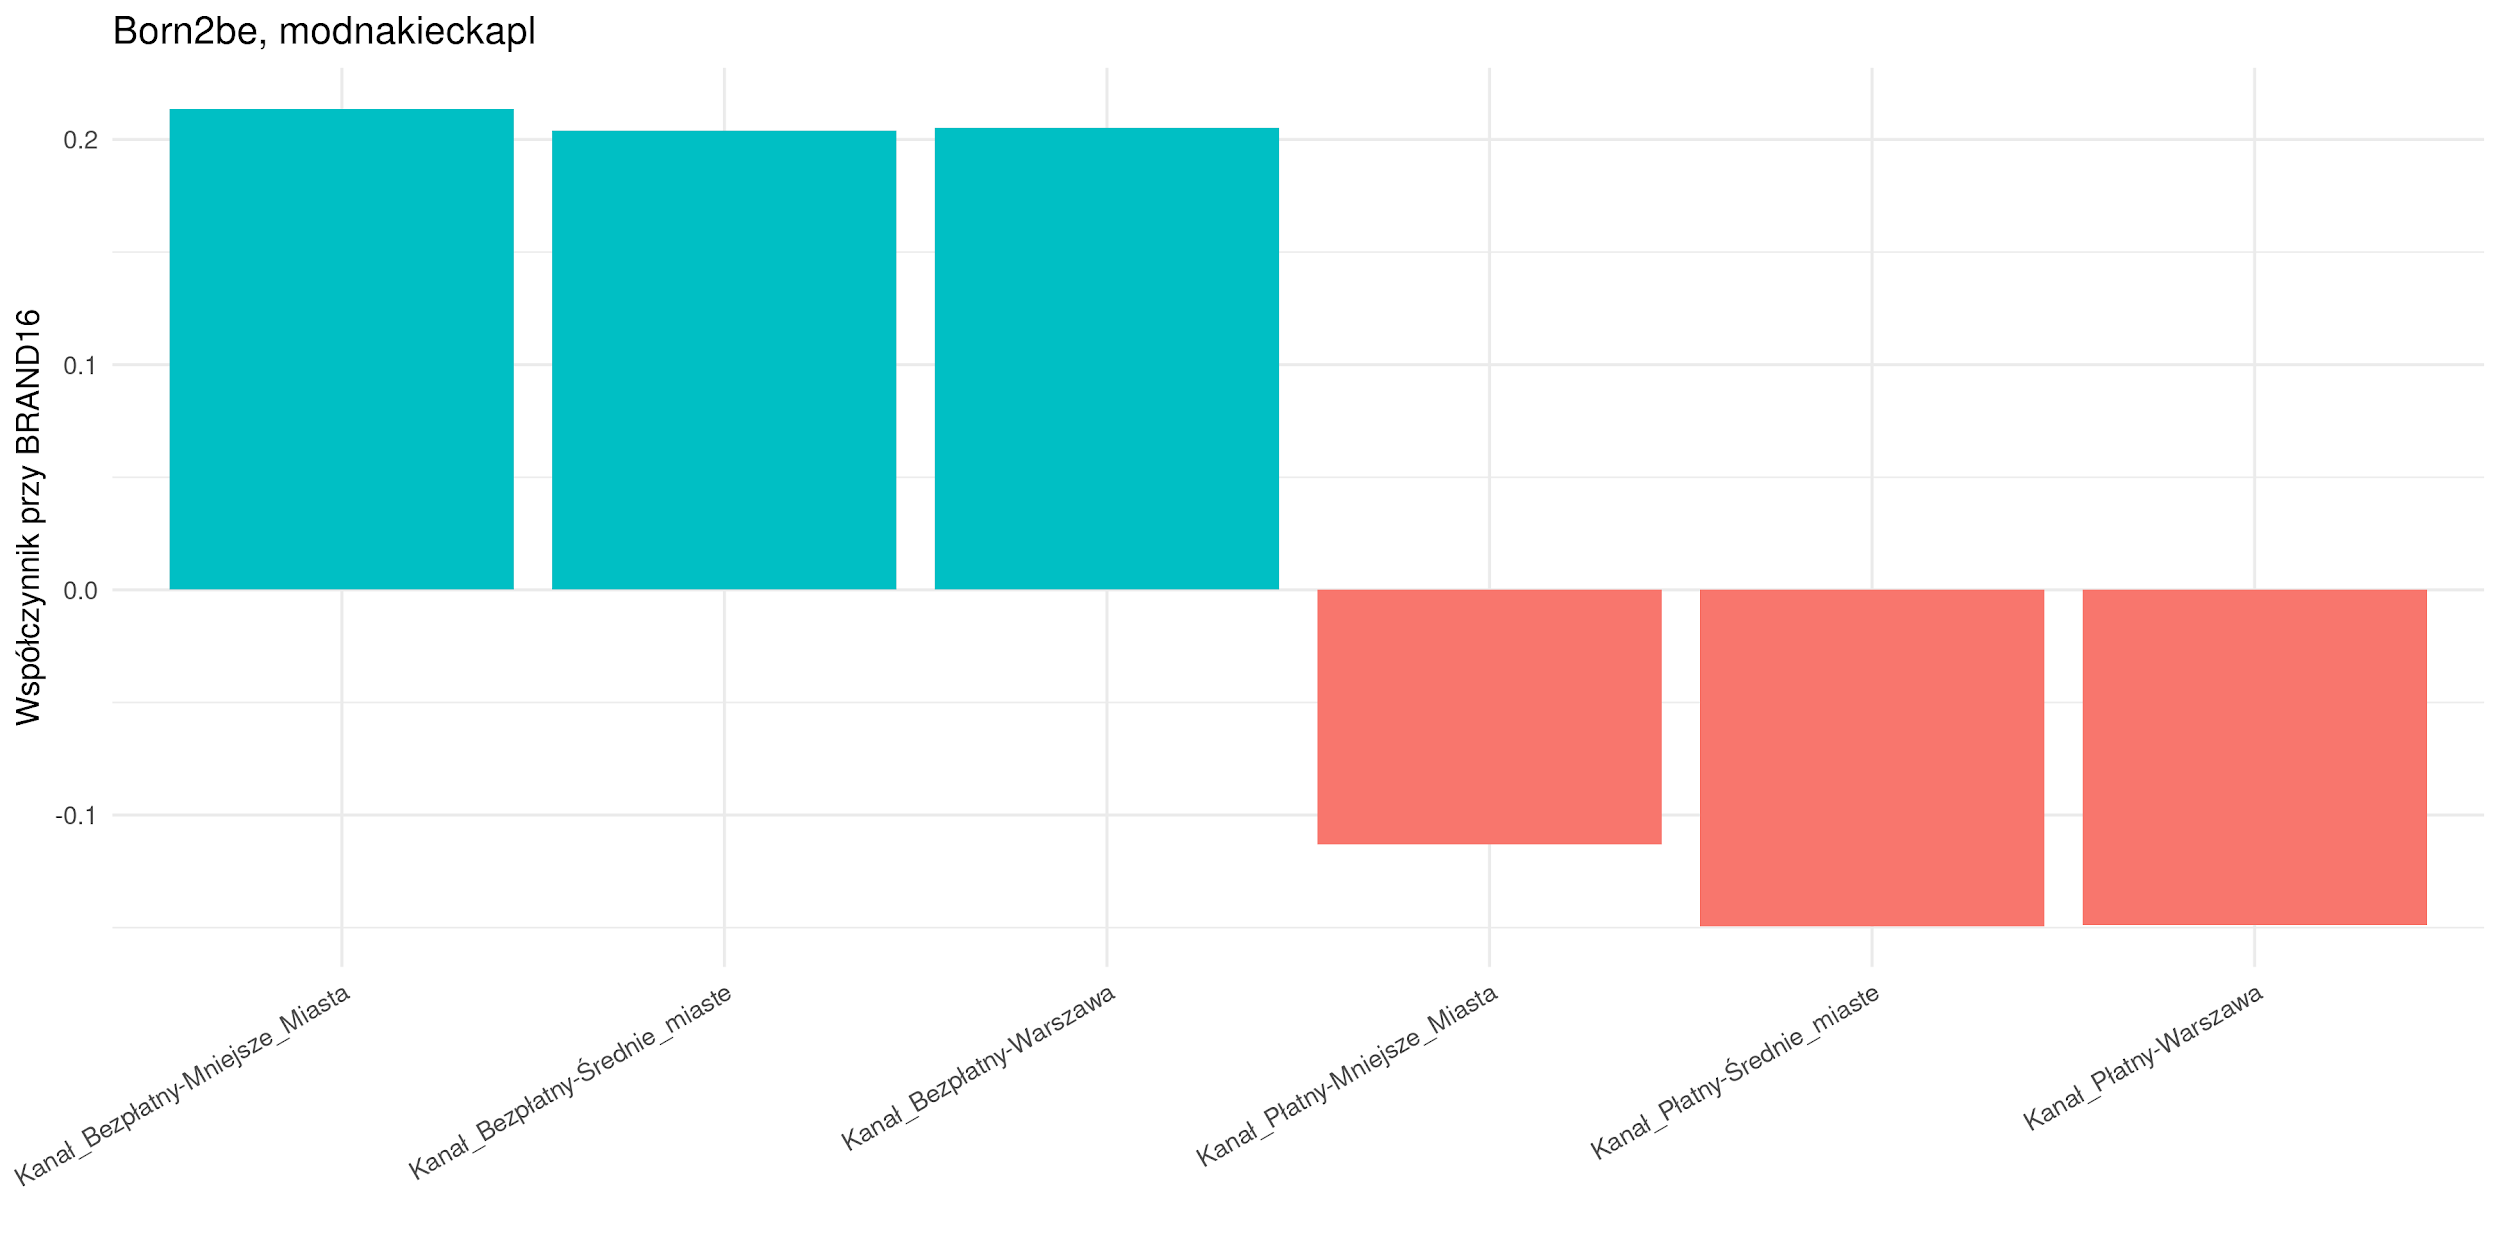 Born2be, modnakieckapl
Współczynnik przy BRAND16
0.2
0.1
0.0
-0.1
Kanał_Bezpłatny-Mniejsze_Miasta
Kanał_Bezpłatny-Średnie_miaste
Kanał_Bezpłatny-Warszawa
Kanał_Płatny-Mniejsze_Miasta
Kanał_Płatny-Średnie_miaste
Kanał_Płatny-Warszawa